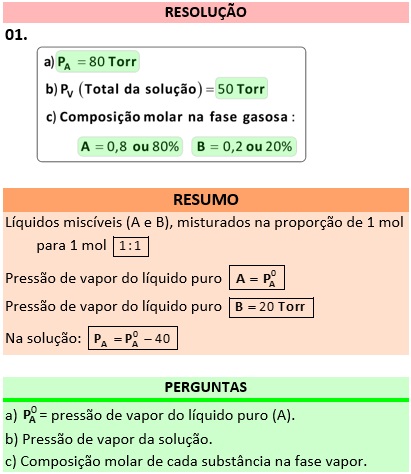 RESOLUÇÃO
01.
a) P_A = 80 Torr
b) P_V (Total da solução) = 50 Torr
c) Composição molar na fase gasosa :
A = 0,8 ou 80% B = 0,2 ou 20%
RESUMO
Líquidos miscíveis (A e B), misturados na proporção de 1 mol
para 1 mol 1:1
Pressão de vapor do líquido puro A = P_A^0
Pressão de vapor do líquido puro B = 20 Torr
Na solução: P_A = P_A^0 − 40
PERGUNTAS
a) P_A^0 = pressão de vapor do líquido puro (A).
b) Pressão de vapor da solução.
c) Composição molar de cada substância na fase vapor.